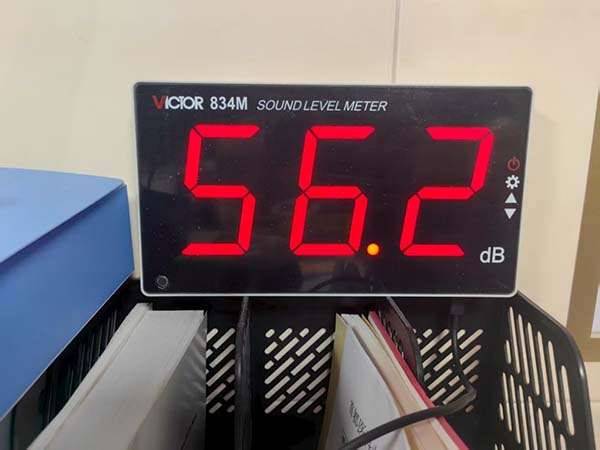 VICTOR 834M SOUND LEVEL METER
56.2
dB